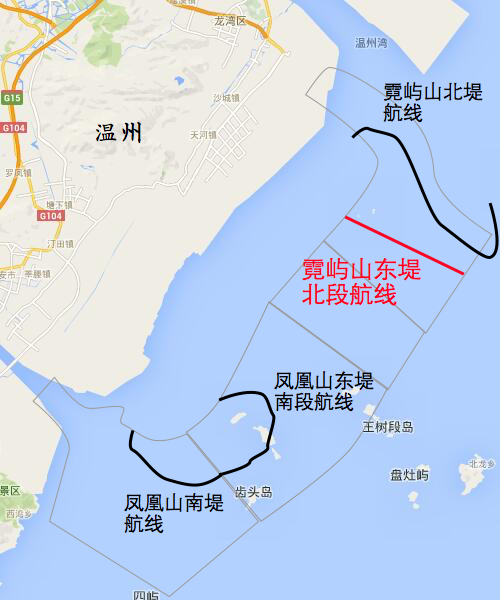 龙湾区
温州湾
G15
霓屿山北堤
航线
沙城镇
G104
温州
天河镇
罗凤镇
塘下镇
G104
汀田镇
安市
莘塍镇
霓屿山东堤
北段航线
凤凰山东堤
南段航线
王树段岛
北龙乡
盘灶屿
景区
齿头岛
凤凰山南堤
航线
西湾乡
四屿